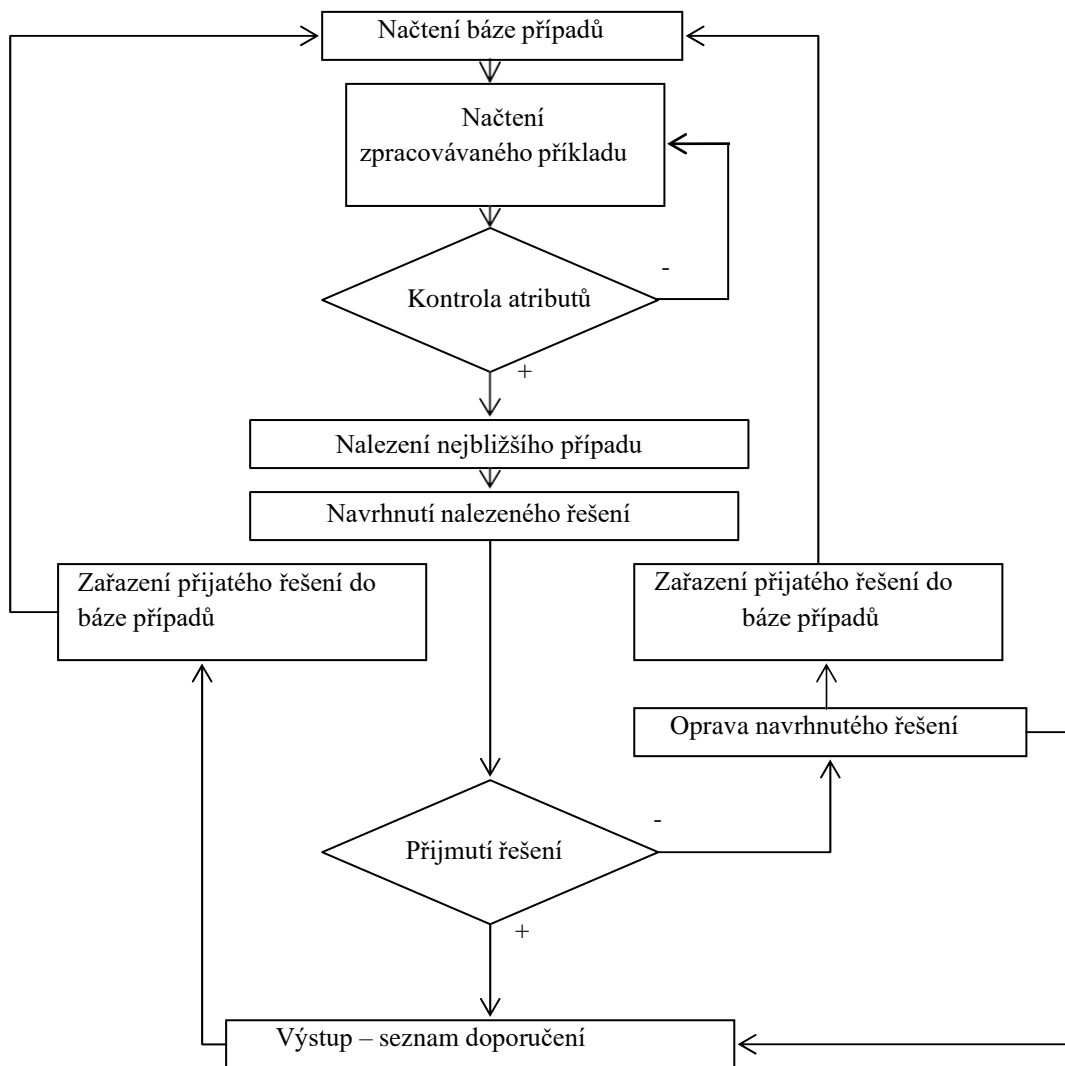 Načtení báze případů
Načtení
zpracovávaného příkladu
-
Kontrola atributů
+
Nalezení nejbližšího případu
Navrhnutí nalezeného řešení
Zařazení přijatého řešení do
báze případů
Zařazení přijatého řešení do
báze případů
Oprava navrhnutého řešení
-
Přijmutí řešení
+
Výstup – seznam doporučení